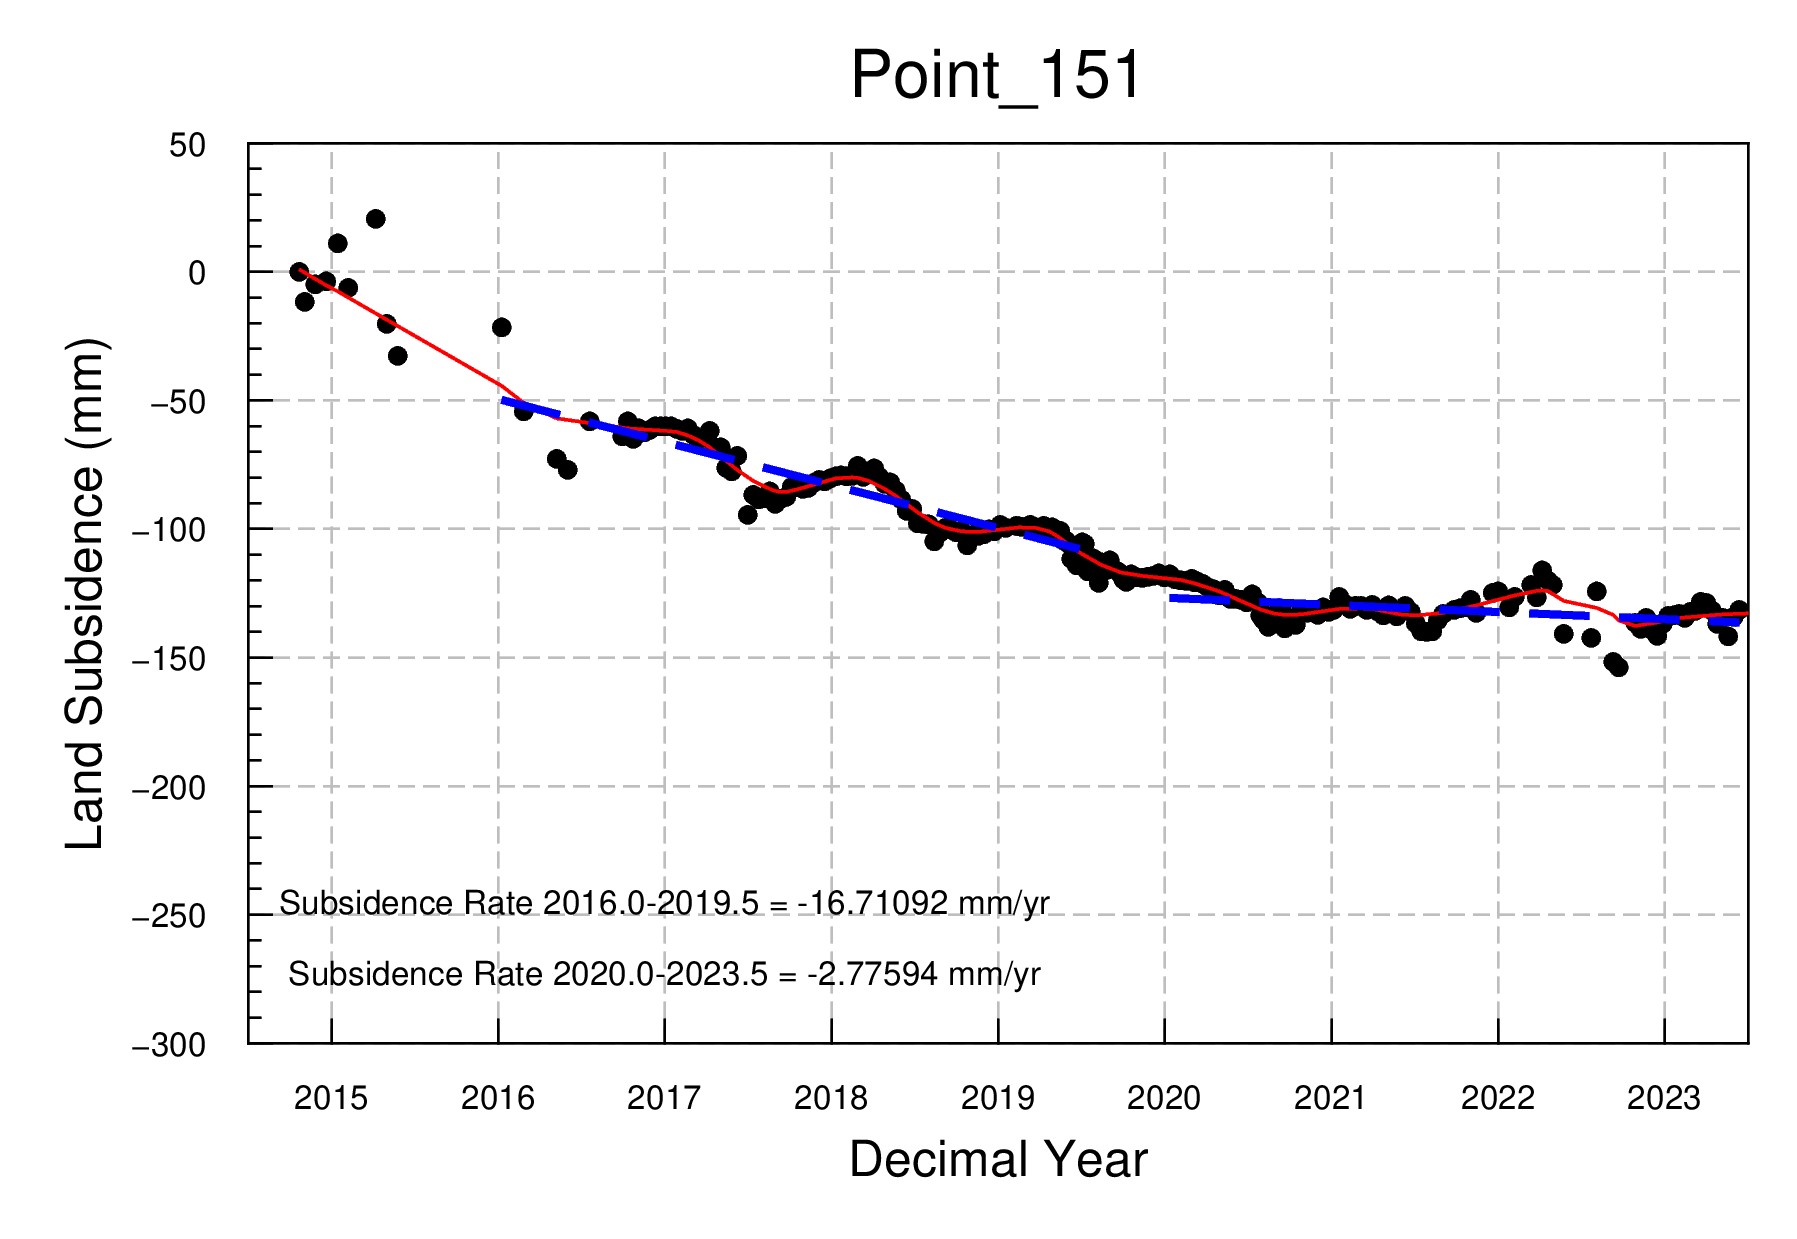 Point_151
50
0
−50
−100
−150
−200
−250
−300
Land Subsidence (mm)
Subsidence Rate 2016.0-2019.5 = -16.71092 mm/yr
Subsidence Rate 2020.0-2023.5 = -2.77594 mm/yr
2015 2016 2017 2018 2019 2020 2021 2022 2023
Decimal Year